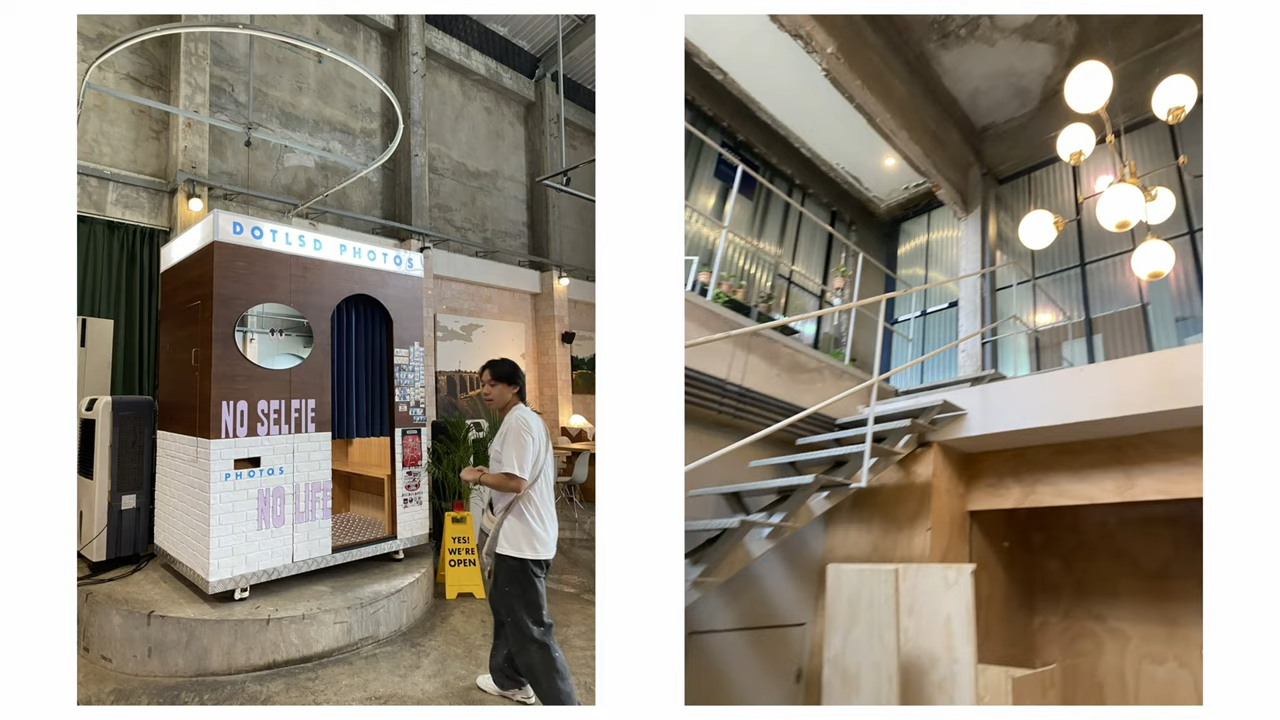 DOTLSD PHOTOS
NO SELFIE
PHOTOS
NO LIFE
YES!
WE'RE
OPEN